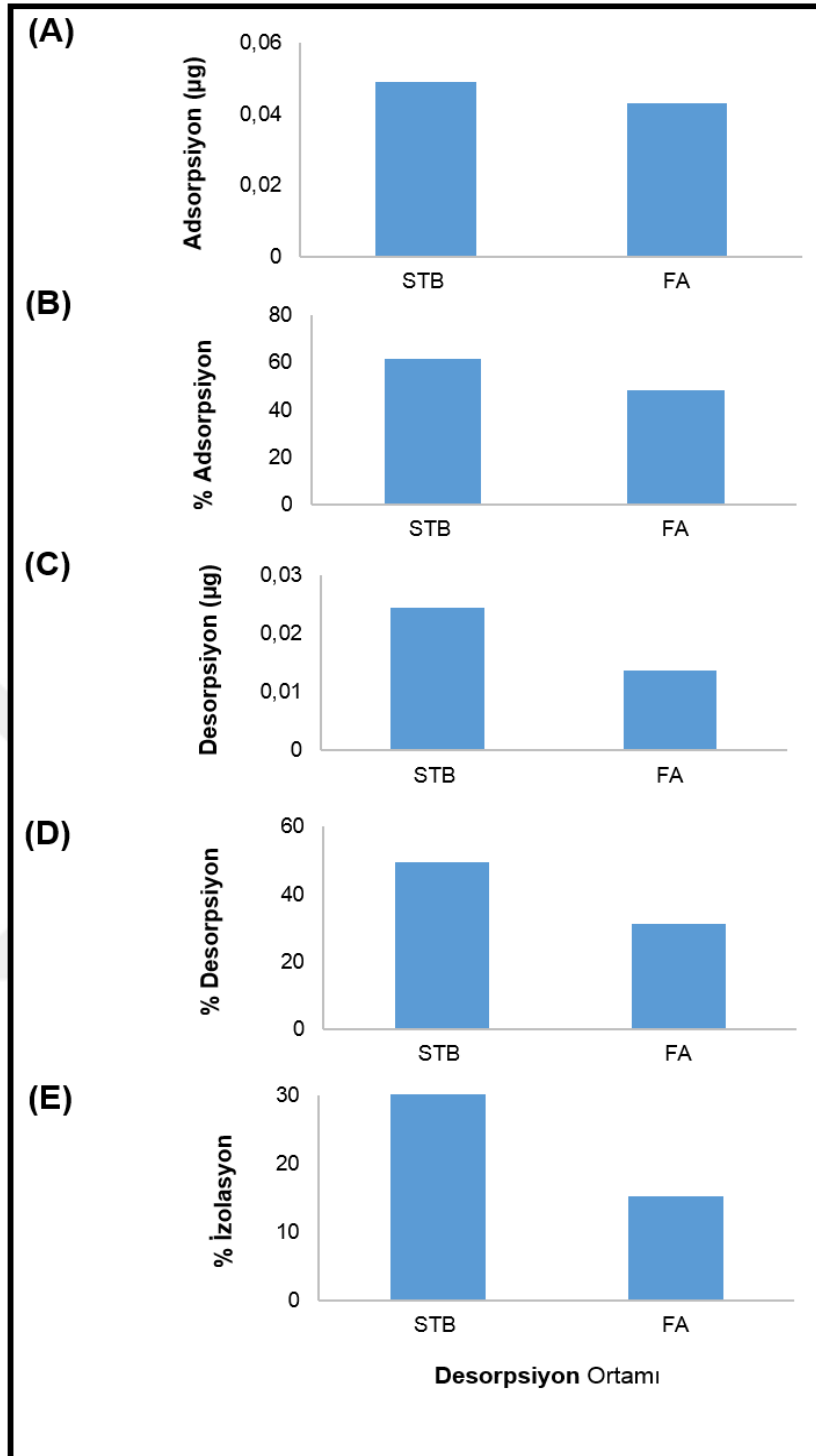 (A)
Adsorpsiyon (µg)
0,06
0,04
0,02
0
STB FA
(B)
% Adsorpsiyon
80
60
40
20
0
STB FA
(C)
Desorpsiyon (µg)
0,03
0,02
0,01
0
STB FA
(D)
% Desorpsiyon
60
40
20
0
STB FA
(E)
% İzolasyon
30
20
10
0
STB FA
Desorpsiyon Ortamı